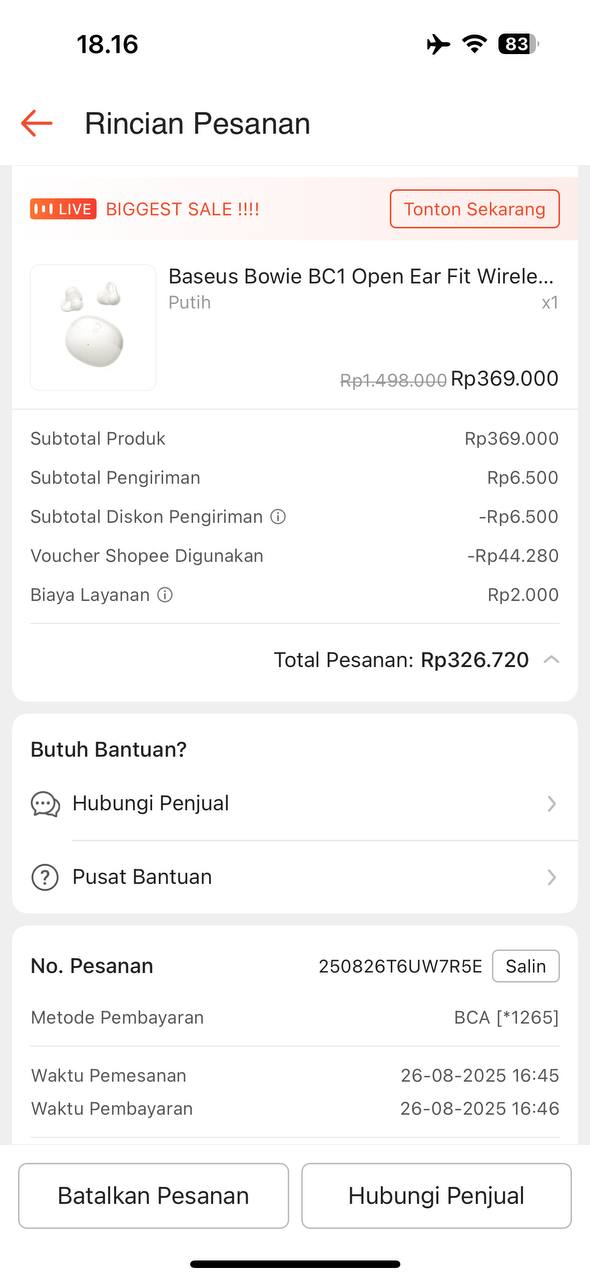 18.16
83
Rincian Pesanan
LIVE BIGGEST SALE !!!! Tonton Sekarang
Baseus Bowie BC1 Open Ear Fit Wirele...
Putih x1
Rp1.498.000 Rp369.000
Subtotal Produk Rp369.000
Subtotal Pengiriman Rp6.500
Subtotal Diskon Pengiriman -Rp6.500
Voucher Shopee Digunakan -Rp44.280
Biaya Layanan Rp2.000
Total Pesanan: Rp326.720
Butuh Bantuan?
Hubungi Penjual
Pusat Bantuan
No. Pesanan 250826T6UW7R5E Salin
Metode Pembayaran BCA [*1265]
Waktu Pemesanan 26-08-2025 16:45
Waktu Pembayaran 26-08-2025 16:46
Batalkan Pesanan Hubungi Penjual